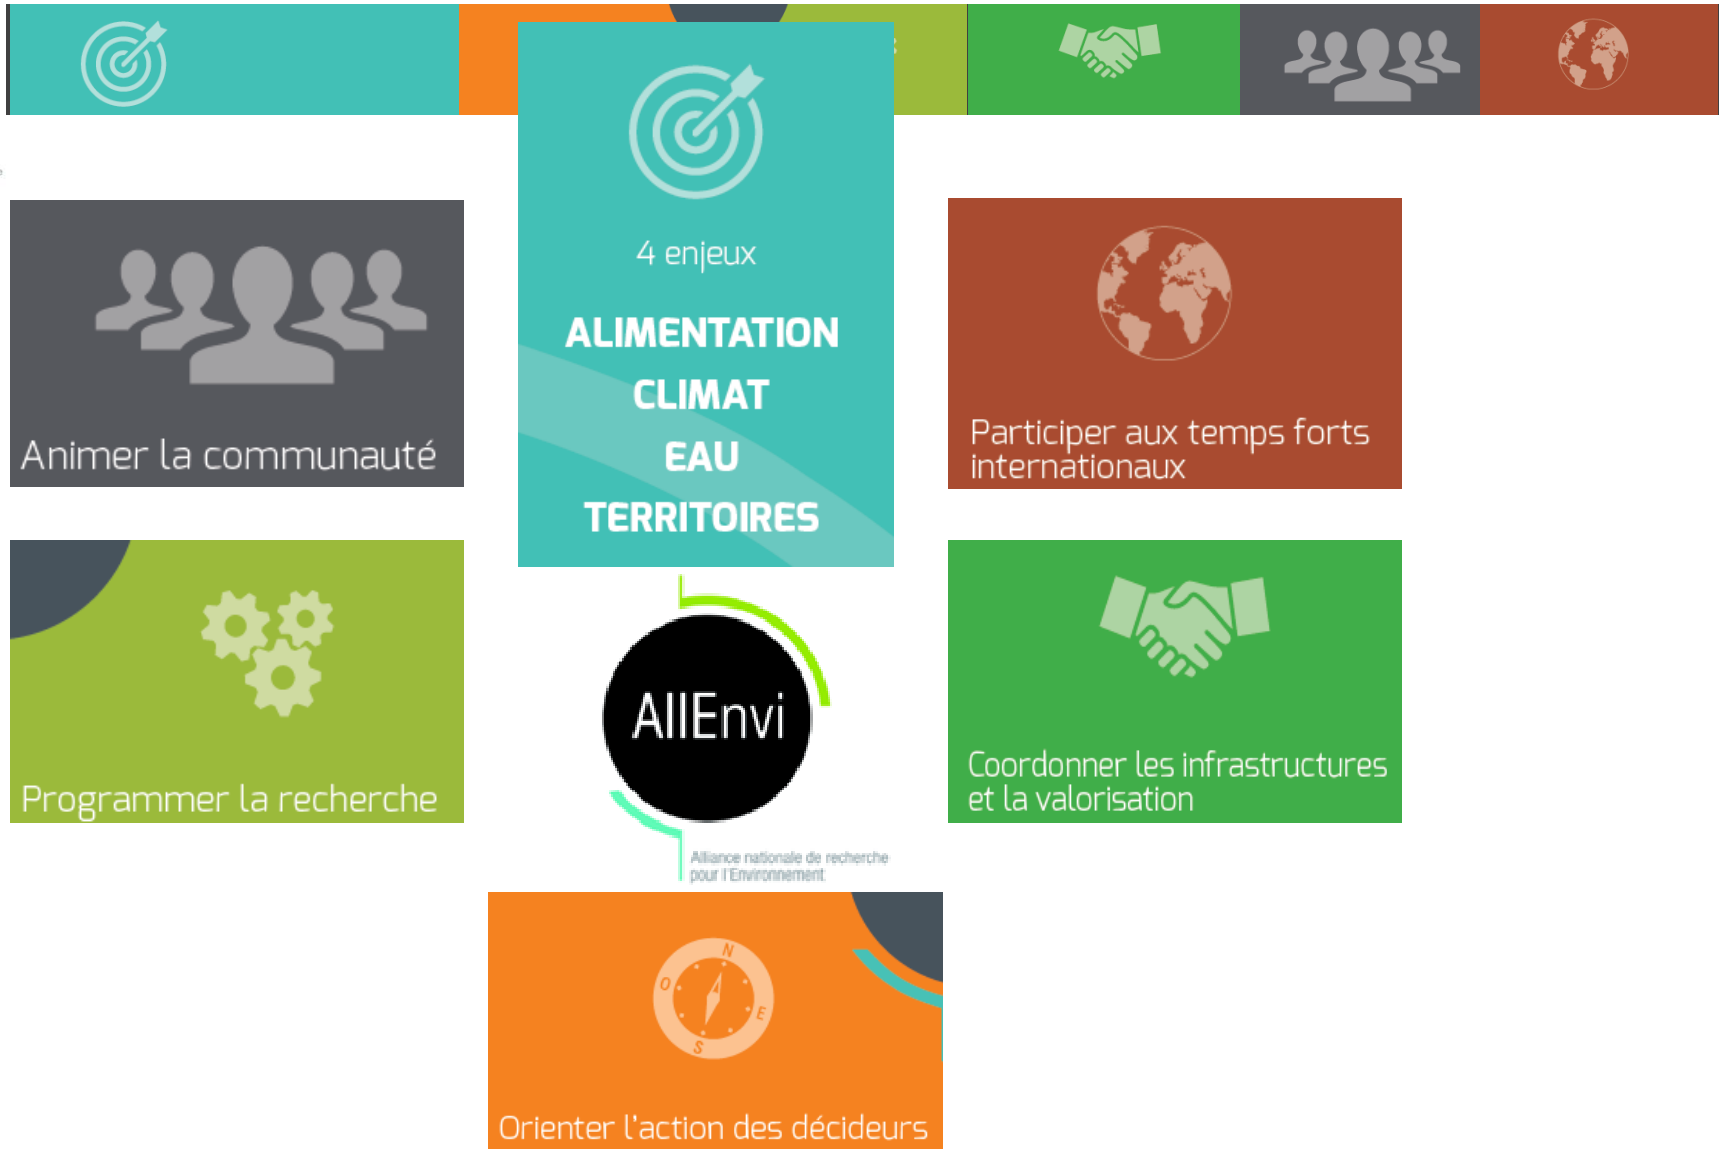 4 enjeux
ALIMENTATION
CLIMAT
EAU
TERRITOIRES
Animer la communauté
Participer aux temps forts
internationaux
Programmer la recherche
AllEnvi
Alliance nationale de recherche
pour l'Environnement
Coordonner les infrastructures
et la valorisation
N
O
E
S
Orienter l'action des décideurs